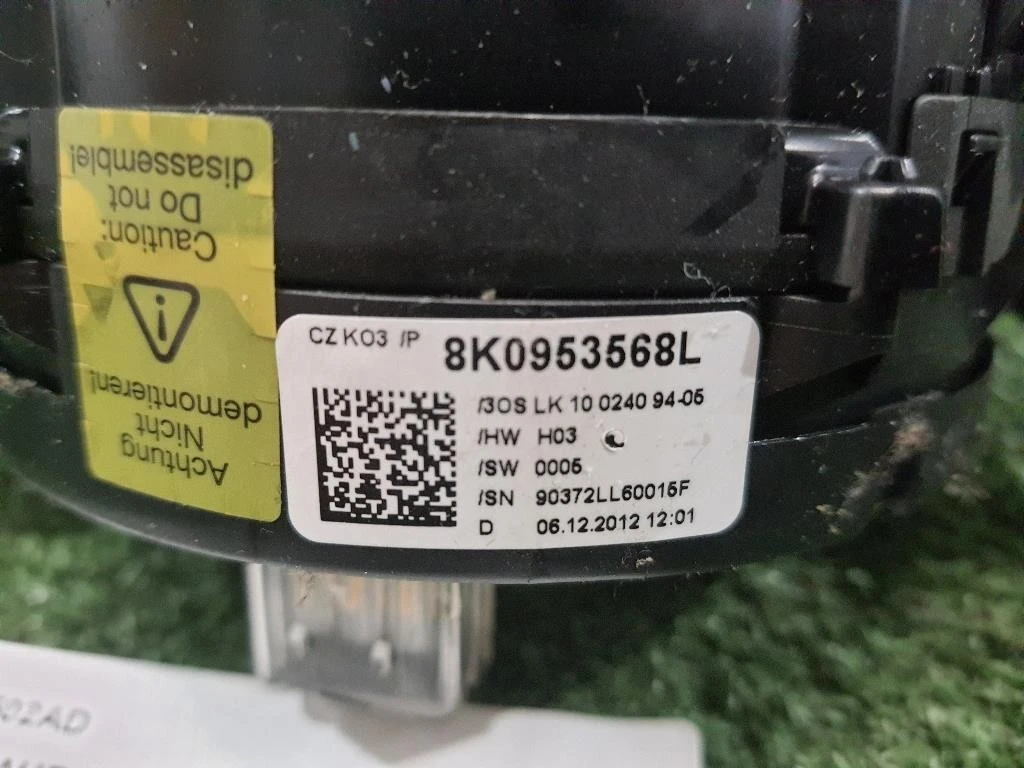 Achtung
Nicht
demontieren!
Caution:
Do not
disassemble!
CZ K03 /P 8K0953568L
/3OS LK 10 0240 94-05
/HW H03
/SW 0005
/SN 90372LL60015F
D 06.12.2012 12:01
02AD